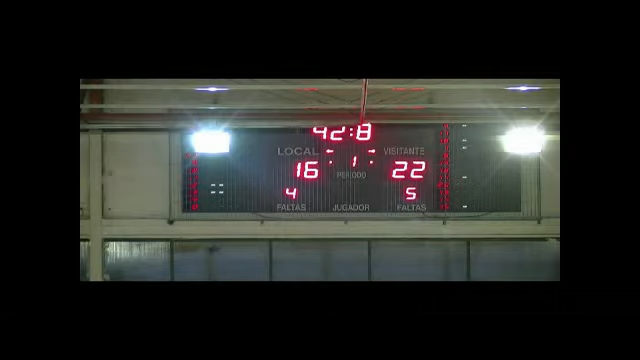 42:8
LOCAL VISITANTE
16 1 22
PERIODO
4 5
FALTAS JUGADOR FALTAS